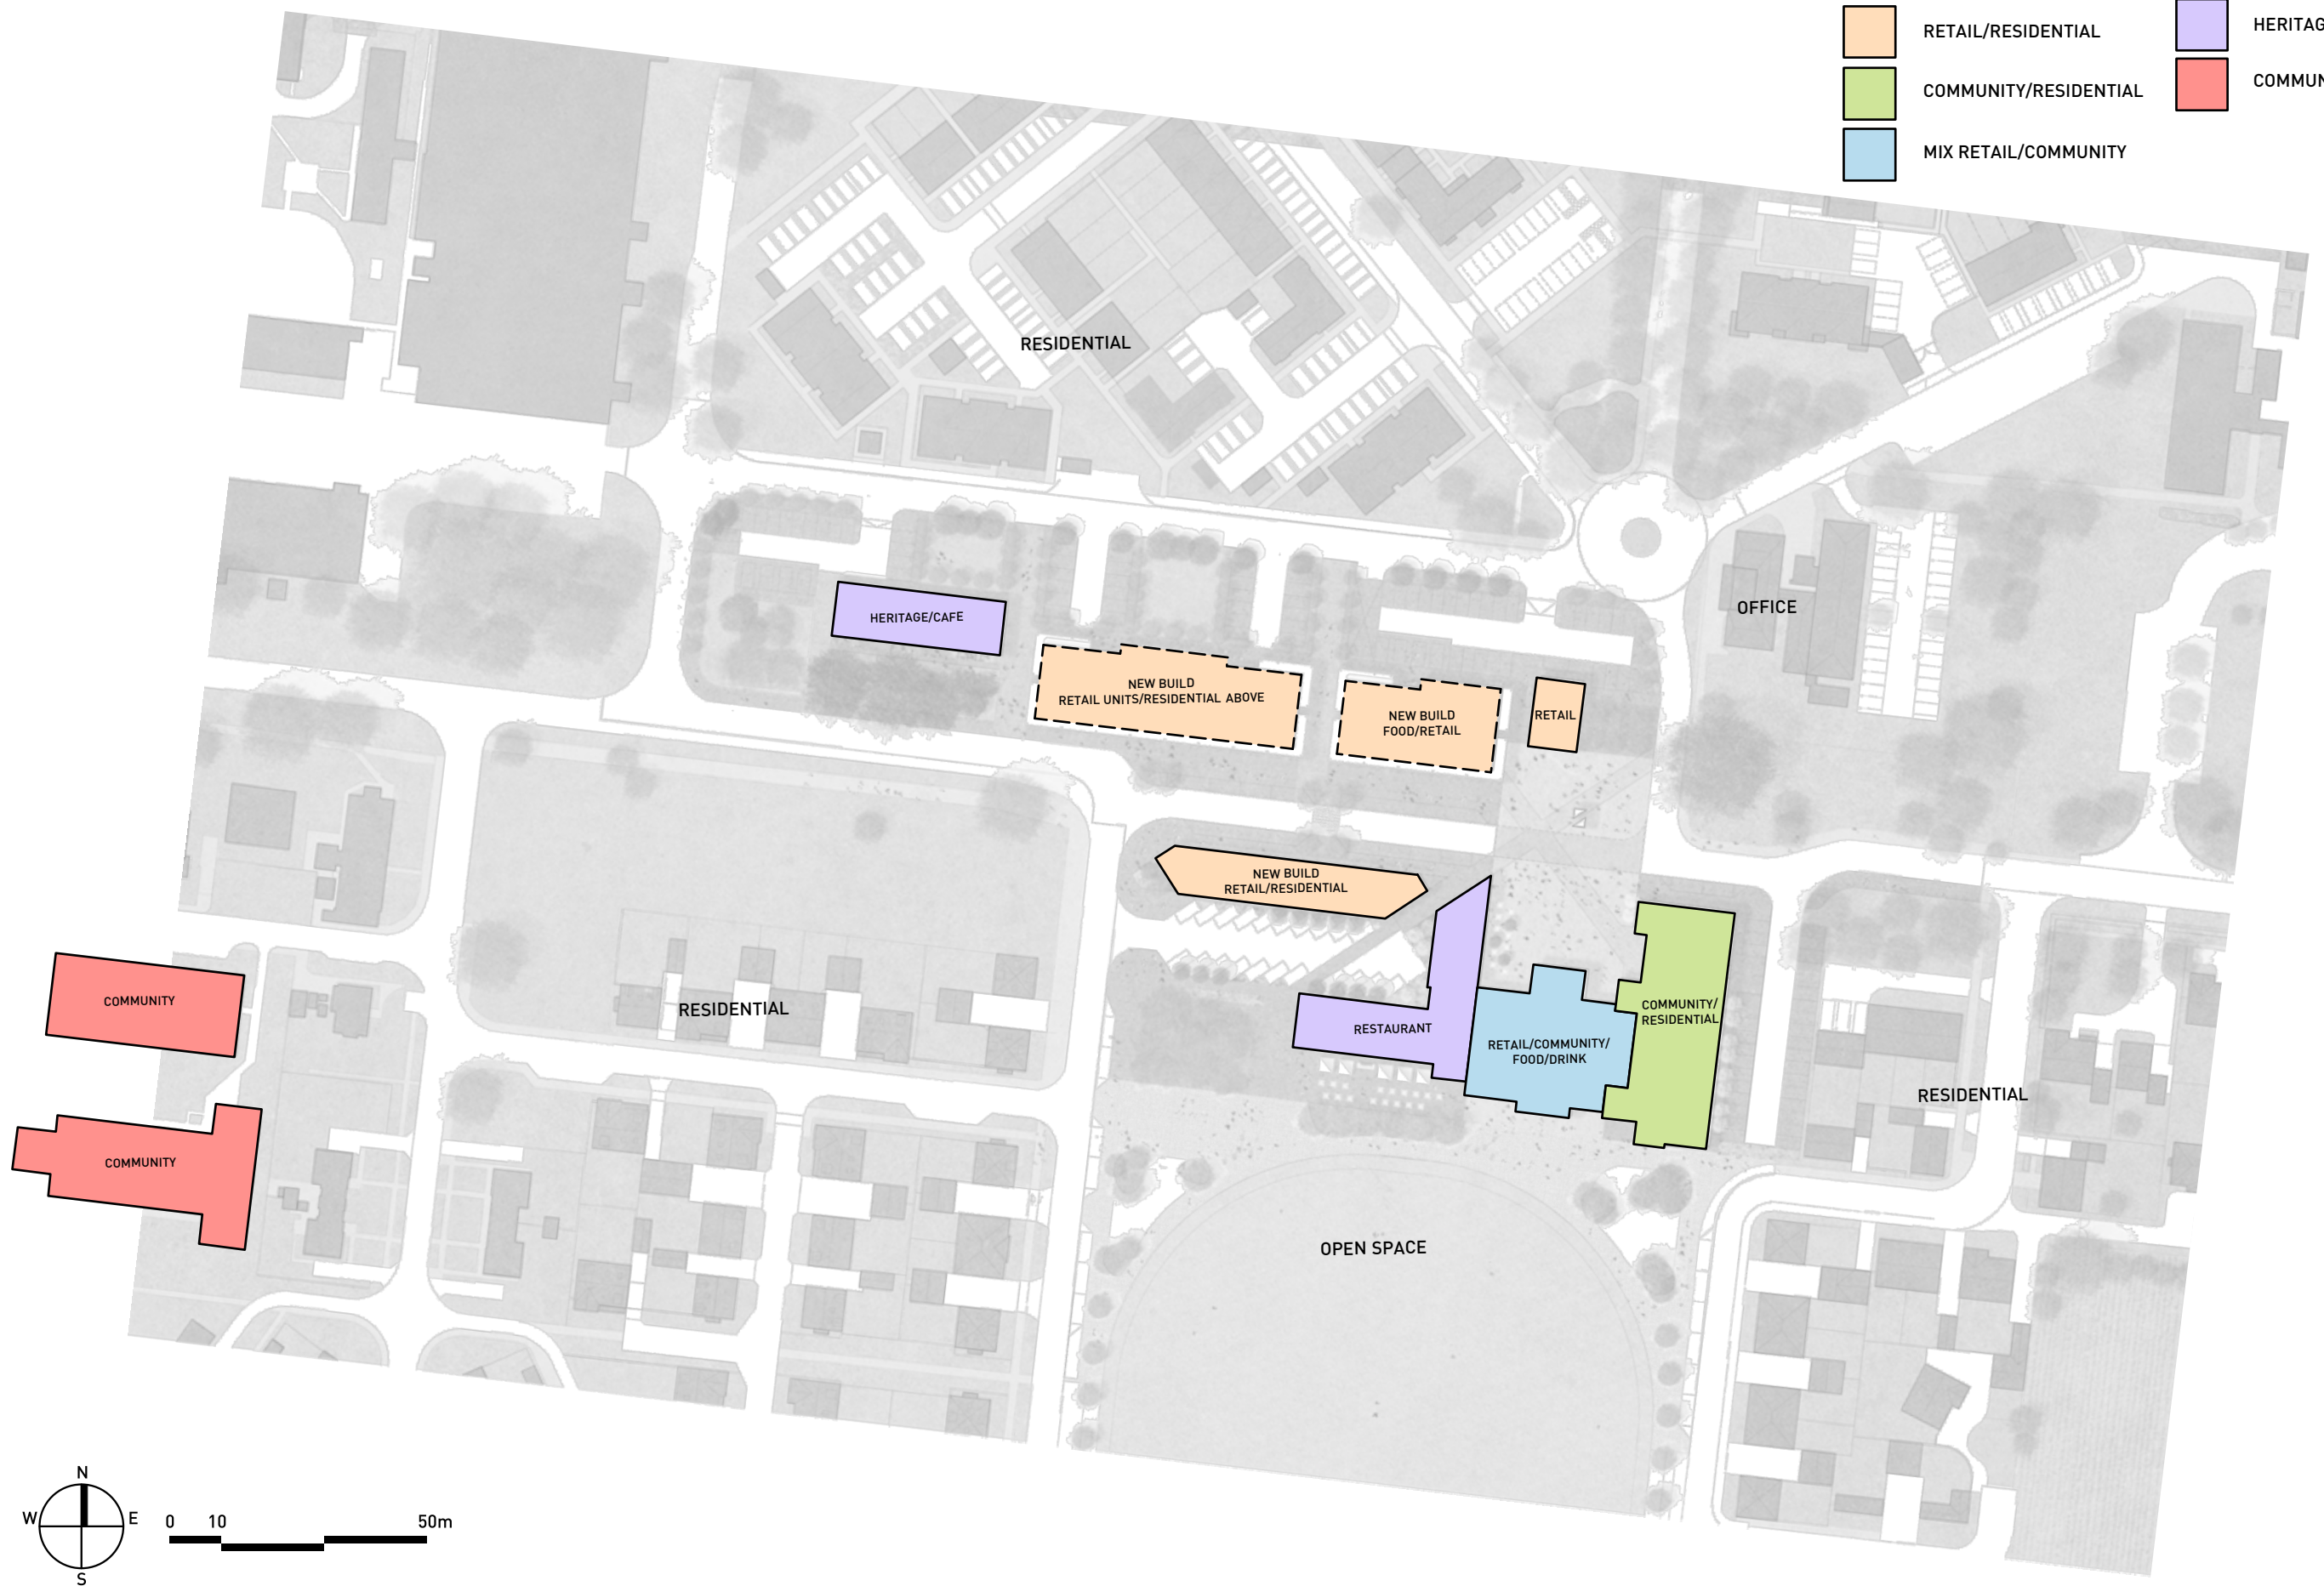 RETAIL/RESIDENTIAL
HERITAG
COMMUNITY/RESIDENTIAL
COMMUN
MIX RETAIL/COMMUNITY
RESIDENTIAL
OFFICE
HERITAGE/CAFE
NEW BUILD
RETAIL UNITS/RESIDENTIAL ABOVE
NEW BUILD
FOOD/RETAIL
RETAIL
NEW BUILD
RETAIL/RESIDENTIAL
COMMUNITY
RESIDENTIAL
RESTAURANT
COMMUNITY/
RESIDENTIAL
RETAIL/COMMUNITY/
FOOD/DRINK
RESIDENTIAL
COMMUNITY
OPEN SPACE
N
W
E
S
0 10 50m